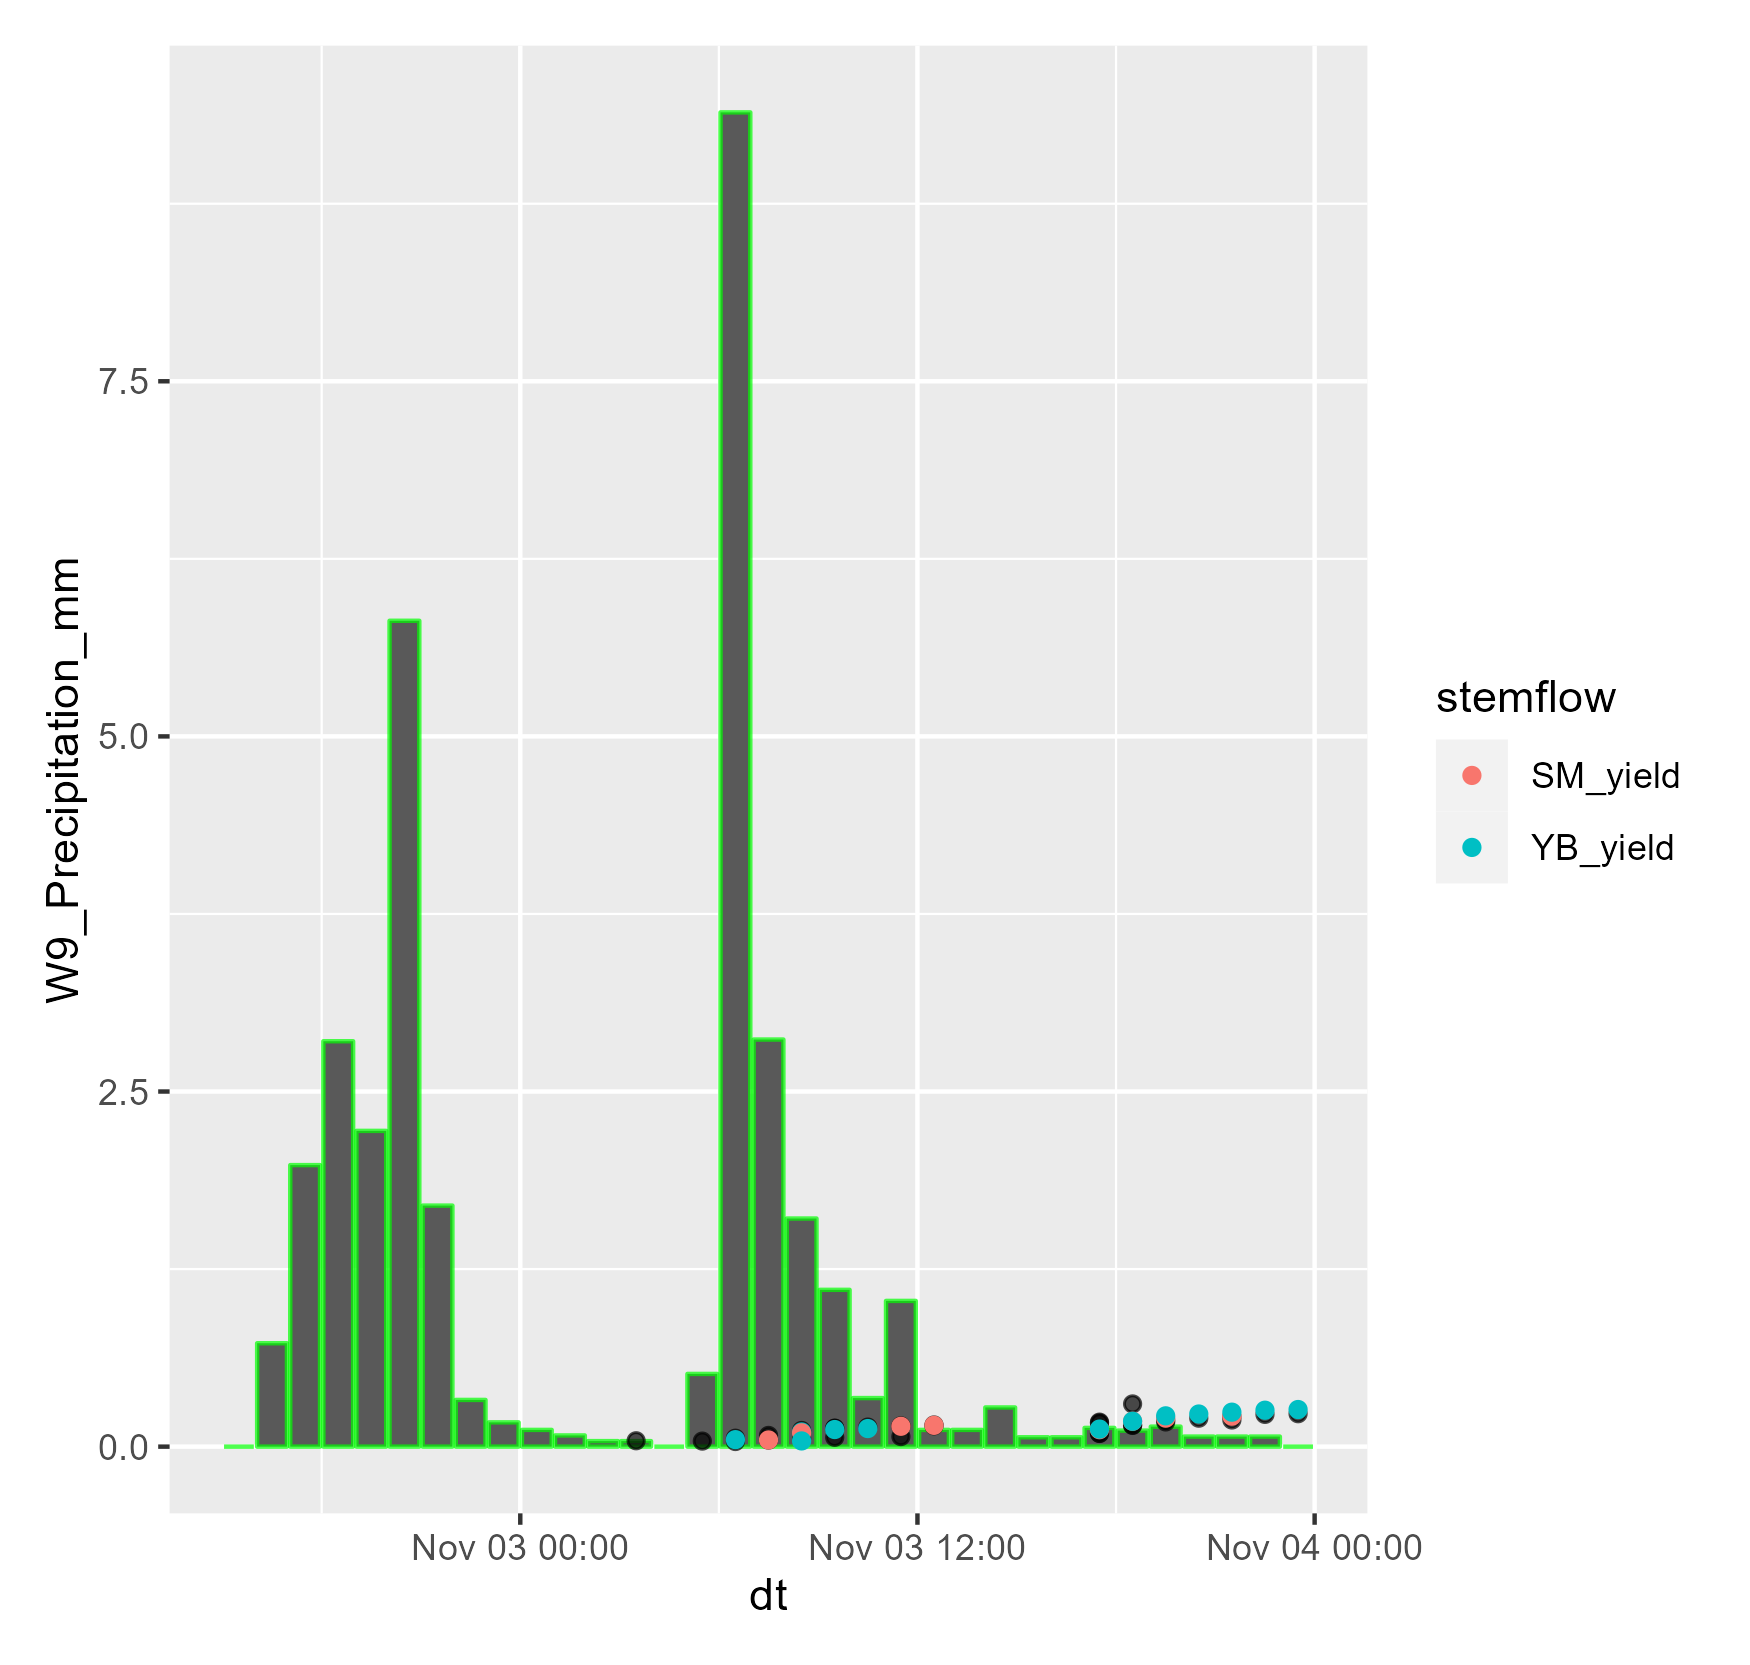 W9_Precipitation_mm
7.5
5.0
2.5
0.0
Nov 03 00:00
Nov 03 12:00
Nov 04 00:00
dt
stemflow
SM_yield
YB_yield